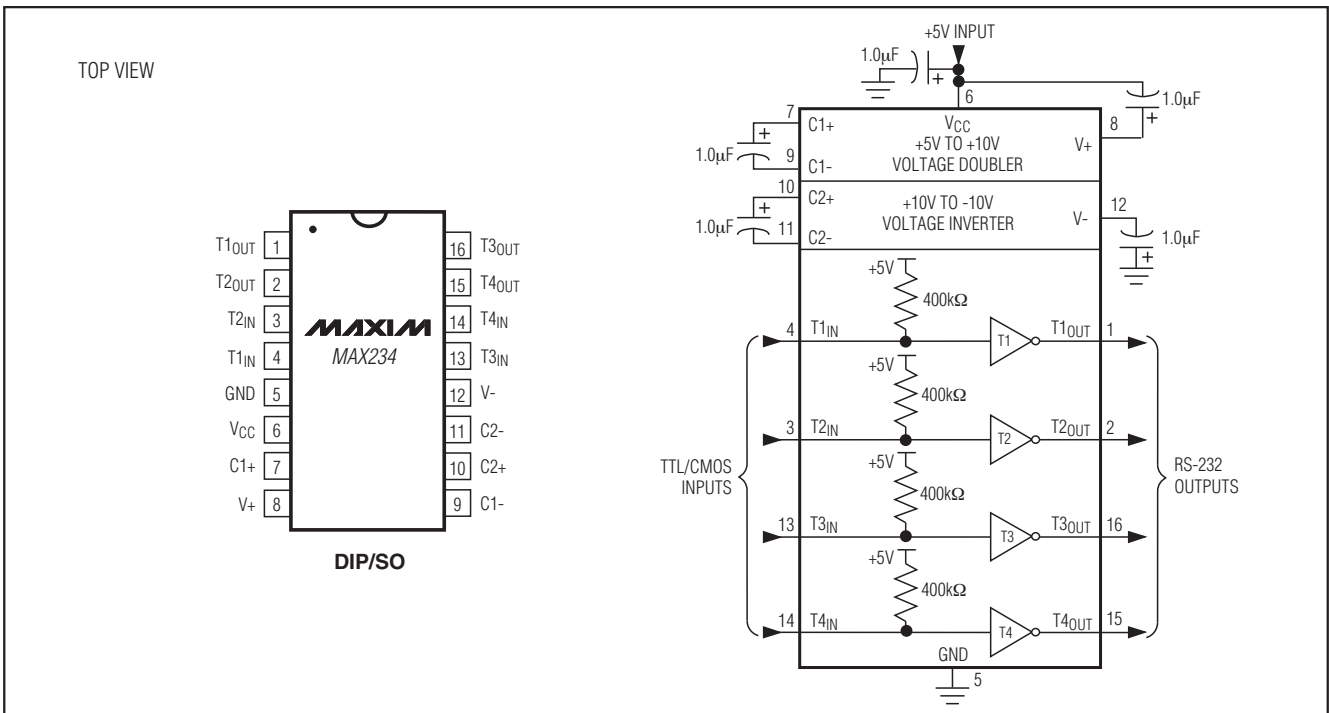 TOP VIEW
T1OUT 1
T2OUT 2
T2IN 3
T1IN 4
GND 5
VCC 6
C1+ 7
V+ 8
16 T3OUT
15 T4OUT
14 T4IN
13 T3IN
12 V-
11 C2-
10 C2+
9 C1-
MAXIM
MAX234
DIP/SO
+5V INPUT
1.0µF
+
6
1.0µF
+
7
C1+
VCC
+5V TO +10V
VOLTAGE DOUBLER
8
V+
1.0µF
+
9
C1-
10
C2+
+10V TO -10V
VOLTAGE INVERTER
12
V-
1.0µF
+
11
C2-
1.0µF
+
+5V
400kΩ
4 T1IN T1 T1OUT 1
+5V
400kΩ
3 T2IN T2 T2OUT 2
+5V
400kΩ
13 T3IN T3 T3OUT 16
+5V
400kΩ
14 T4IN T4 T4OUT 15
TTL/CMOS
INPUTS
RS-232
OUTPUTS
GND
5